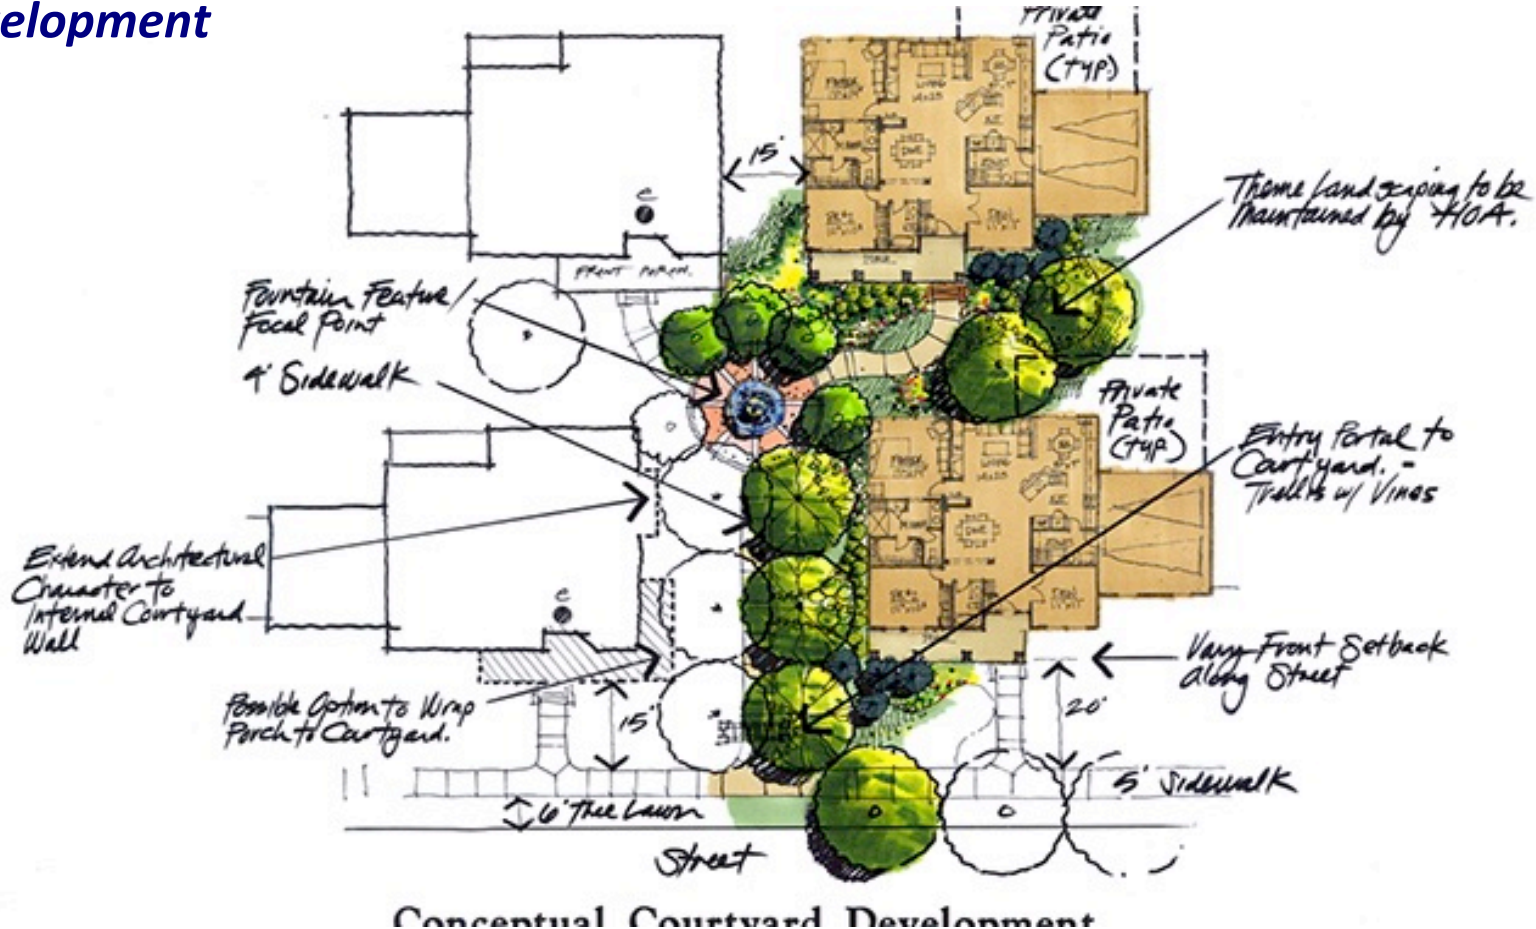 elopment
Private
Patio
(typ.)
15'
Theme Landscaping to be
Maintained by HOA.
e
Front Porch
Fountain Feature/
Focal Point
4' Sidewalk
Private
Patio
(typ)
Entry Portal to
Courtyard. -
Trellis w/ Vines
Extend Architectural
Character to
Internal Courtyard
Wall
e
Vary Front Setback
Along Street
Possible Option to Wrap
Porch to Courtyard.
15'
20'
5' Sidewalk
6' Tree Lawn
Street
Conceptual Courtyard Development